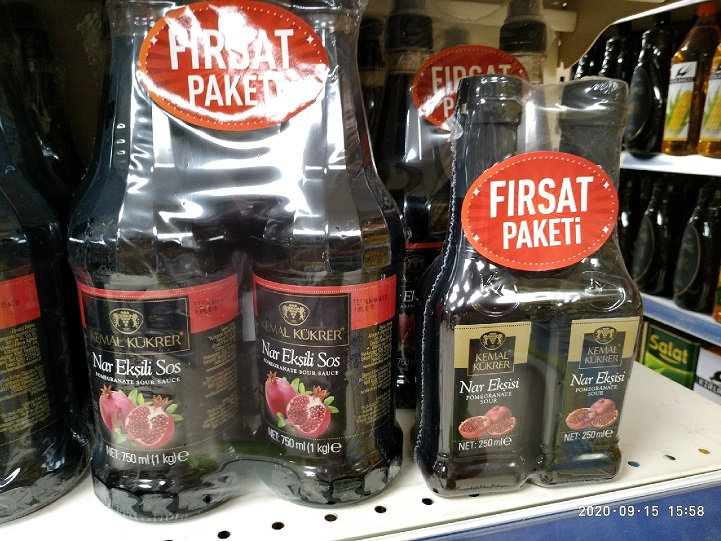 FIRSAT
PAKETİ
KEMAL KÜKRER
Nar Ekşili Sos
POMEGRANATE SOUR SAUCE
NET: 750 ml (1 kg) e
KEMAL KÜKRER
Nar Ekşili Sos
POMEGRANATE SOUR SAUCE
NET: 750 ml (1 kg) e
FIRSAT
FIRSAT
PAKETİ
KEMAL
KÜKRER
Nar Ekşisi
POMEGRANATE
SOUR
NET: 250 ml e
KEMAL
KÜKRER
Nar Ekşisi
POMEGRANATE
SOUR
NET: 250 ml e
Salat
2020-09-15 15:58